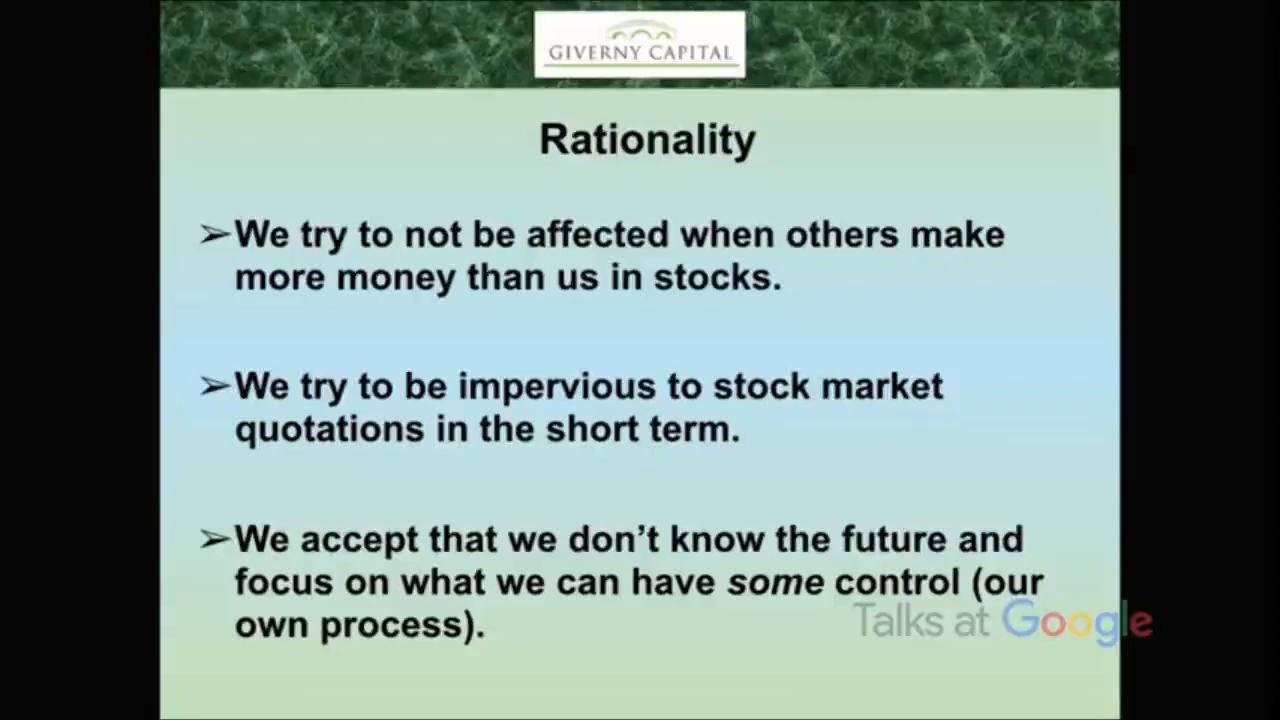 GIVERNY CAPITAL
Rationality
➢We try to not be affected when others make
more money than us in stocks.
➢We try to be impervious to stock market
quotations in the short term.
➢We accept that we don’t know the future and
focus on what we can have some control (our
own process).
Talks at Google